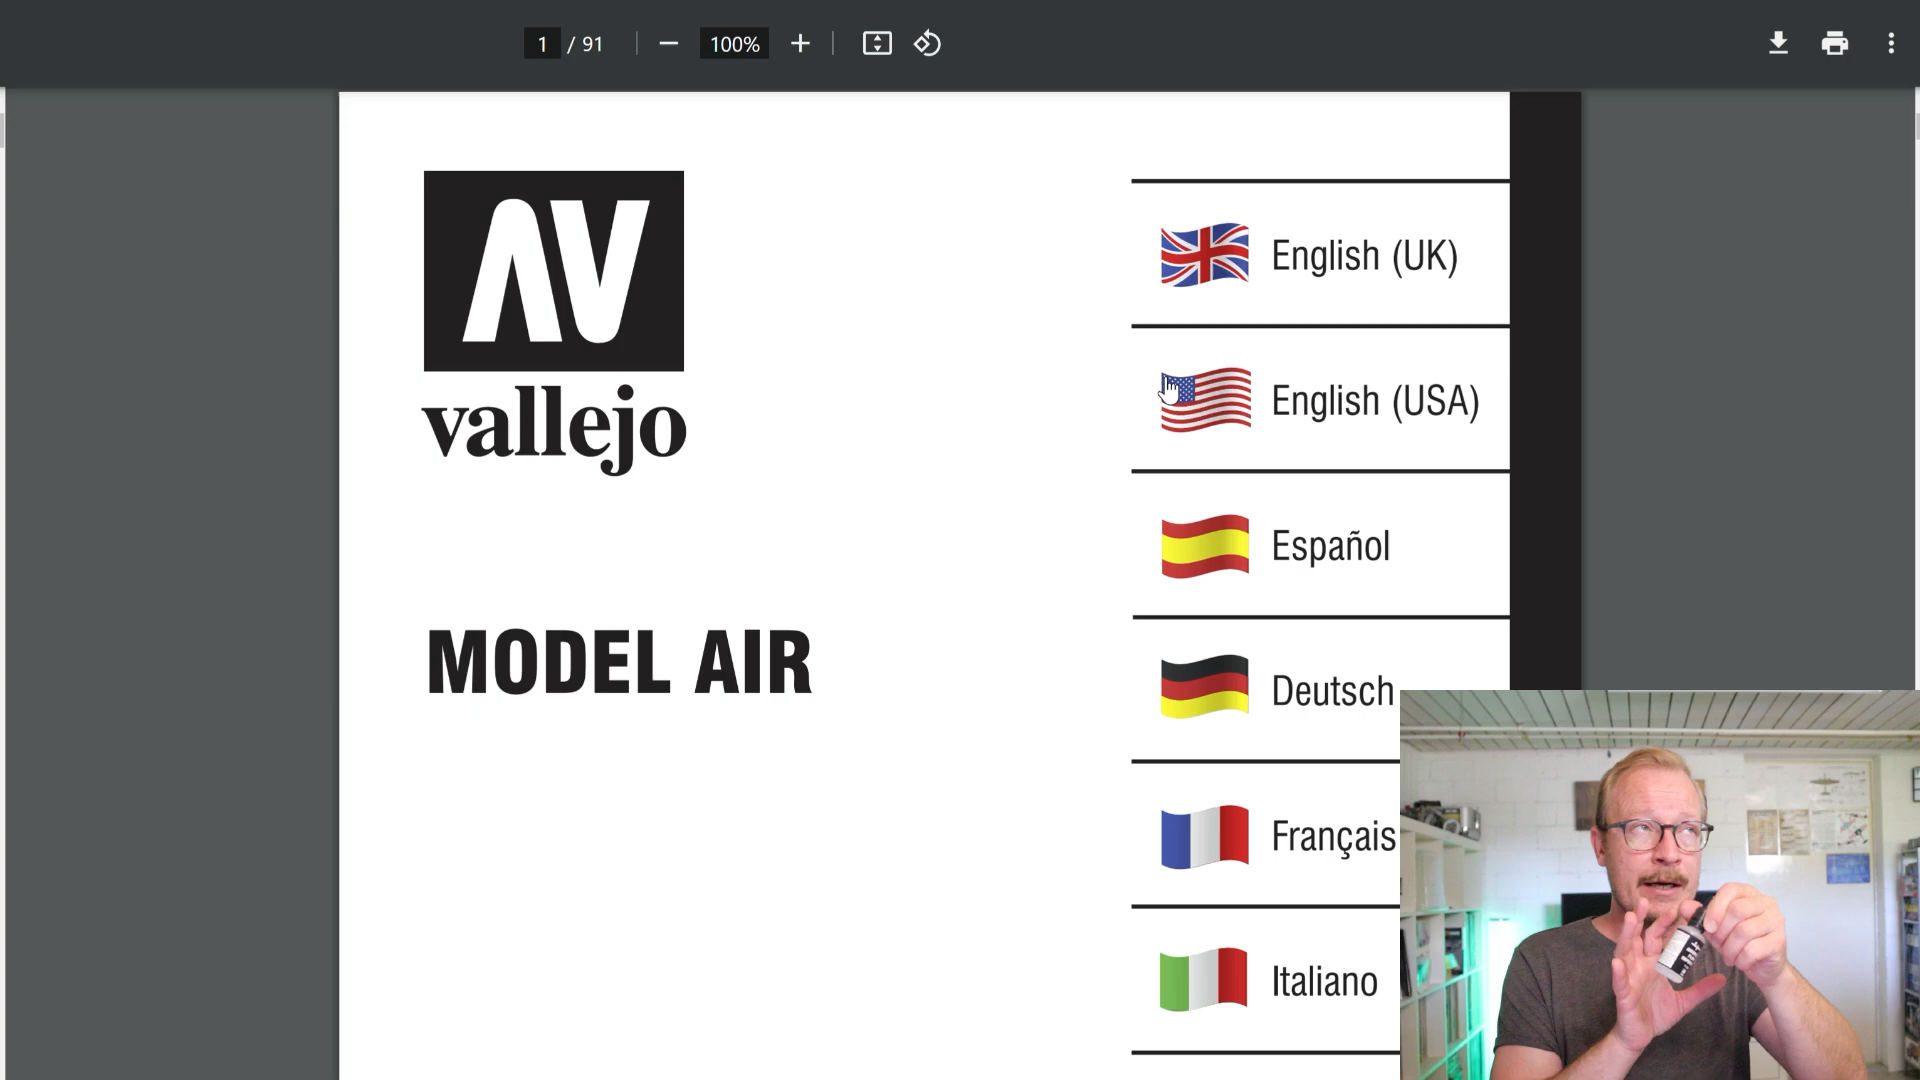 1 / 91
100%
AV
vallejo
MODEL AIR
English (UK)
English (USA)
Español
Deutsch
Français
Italiano